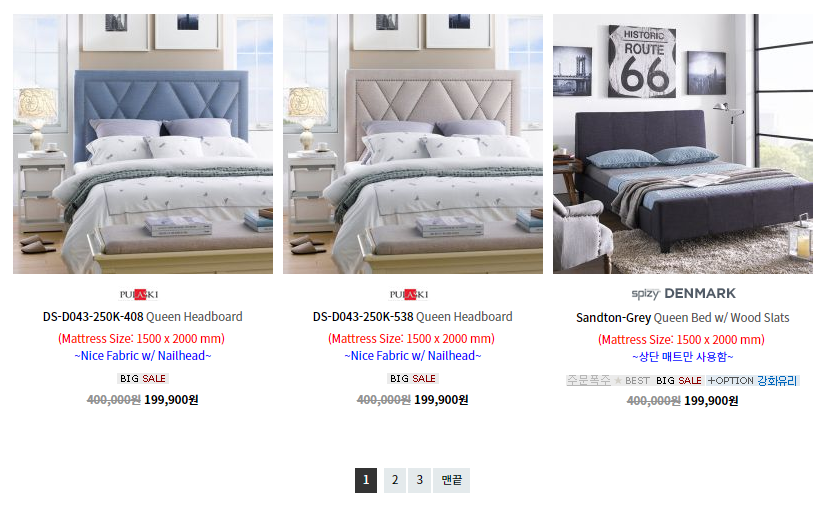 HISTORIC
ROUTE
66
PULASKI
DS-D043-250K-408 Queen Headboard
(Mattress Size: 1500 x 2000 mm)
~Nice Fabric w/ Nailhead~
BIG SALE
400,000원 199,900원
PULASKI
DS-D043-250K-538 Queen Headboard
(Mattress Size: 1500 x 2000 mm)
~Nice Fabric w/ Nailhead~
BIG SALE
400,000원 199,900원
spizy DENMARK
Sandton-Grey Queen Bed w/ Wood Slats
(Mattress Size: 1500 x 2000 mm)
~상단 매트만 사용함~
주문폭주 ★BEST BIG SALE +OPTION 강화유리
400,000원 199,900원
1 2 3 맨끝